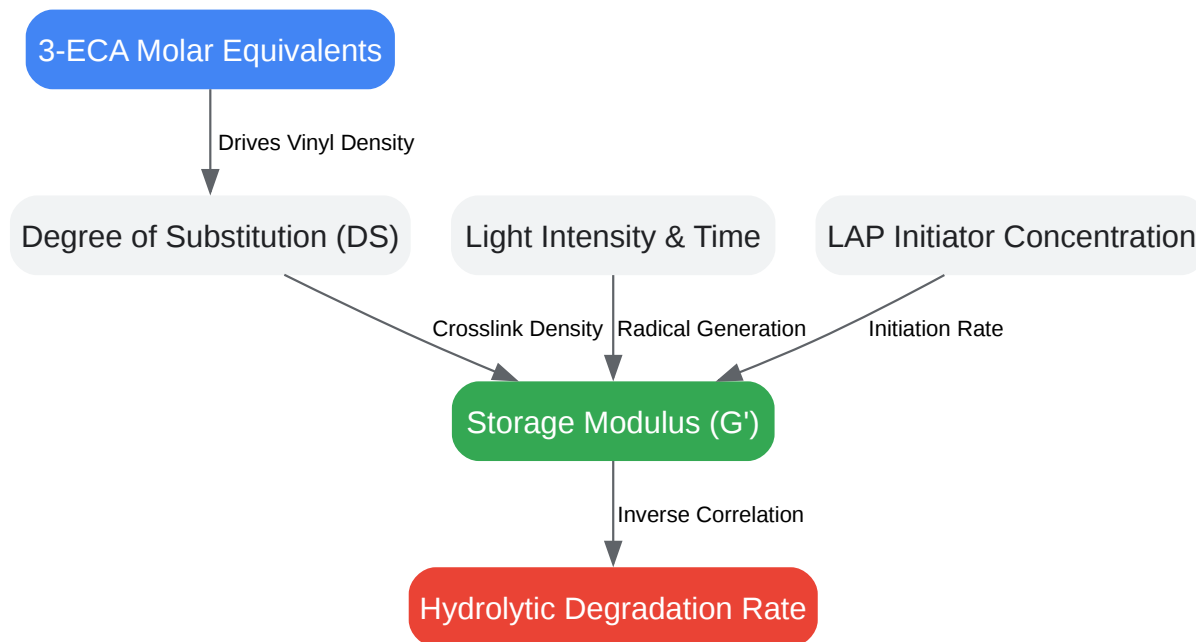 3-ECA Molar Equivalents
Drives Vinyl Density
Degree of Substitution (DS)
Light Intensity & Time
LAP Initiator Concentration
Crosslink Density
Radical Generation
Initiation Rate
Storage Modulus (G')
Inverse Correlation
Hydrolytic Degradation Rate